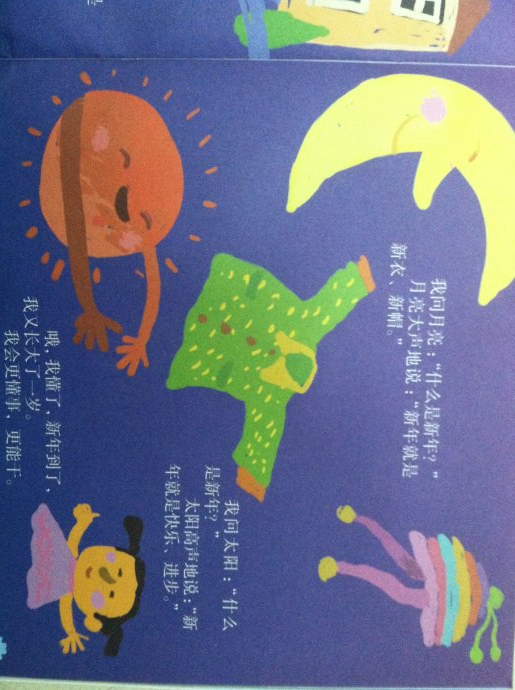 我问月亮：“什么是新年？”
月亮大声地说：“新年就是
新衣、新帽。”
我问太阳：“什么
是新年？”
太阳高声地说：“新
年就是快乐、进步。”
哦，我懂了，新年到了，
我又长大了一岁。
我会更懂事，更能干。